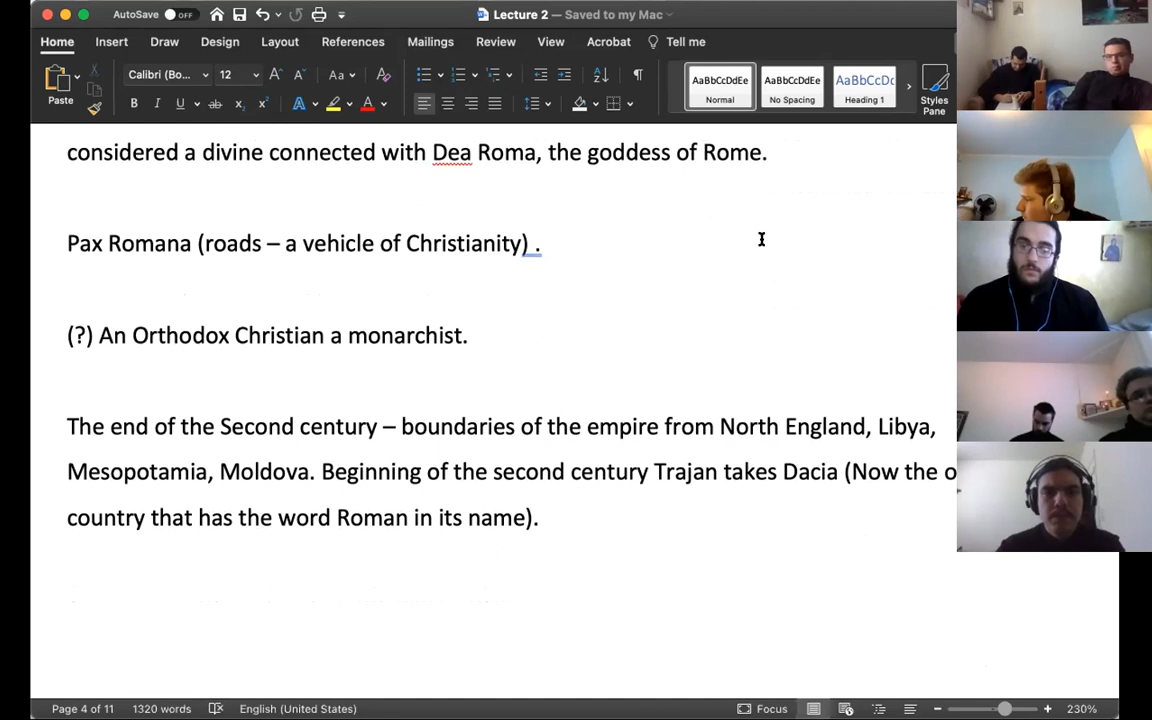 AutoSave OFF Lecture 2 — Saved to my Mac
Home Insert Draw Design Layout References Mailings Review View Acrobat Tell me
Paste Calibri (Bo... 12 A A Aa A
B I U ab x₂ x² A A
AaBbCcDdEe AaBbCcDdEe AaBbCcDc
Normal No Spacing Heading 1 Styles Pane
considered a divine connected with Dea Roma, the goddess of Rome.
Pax Romana (roads – a vehicle of Christianity) .
(?) An Orthodox Christian a monarchist.
The end of the Second century – boundaries of the empire from North England, Libya,
Mesopotamia, Moldova. Beginning of the second century Trajan takes Dacia (Now the o
country that has the word Roman in its name).
Page 4 of 11 1320 words English (United States) Focus 230%